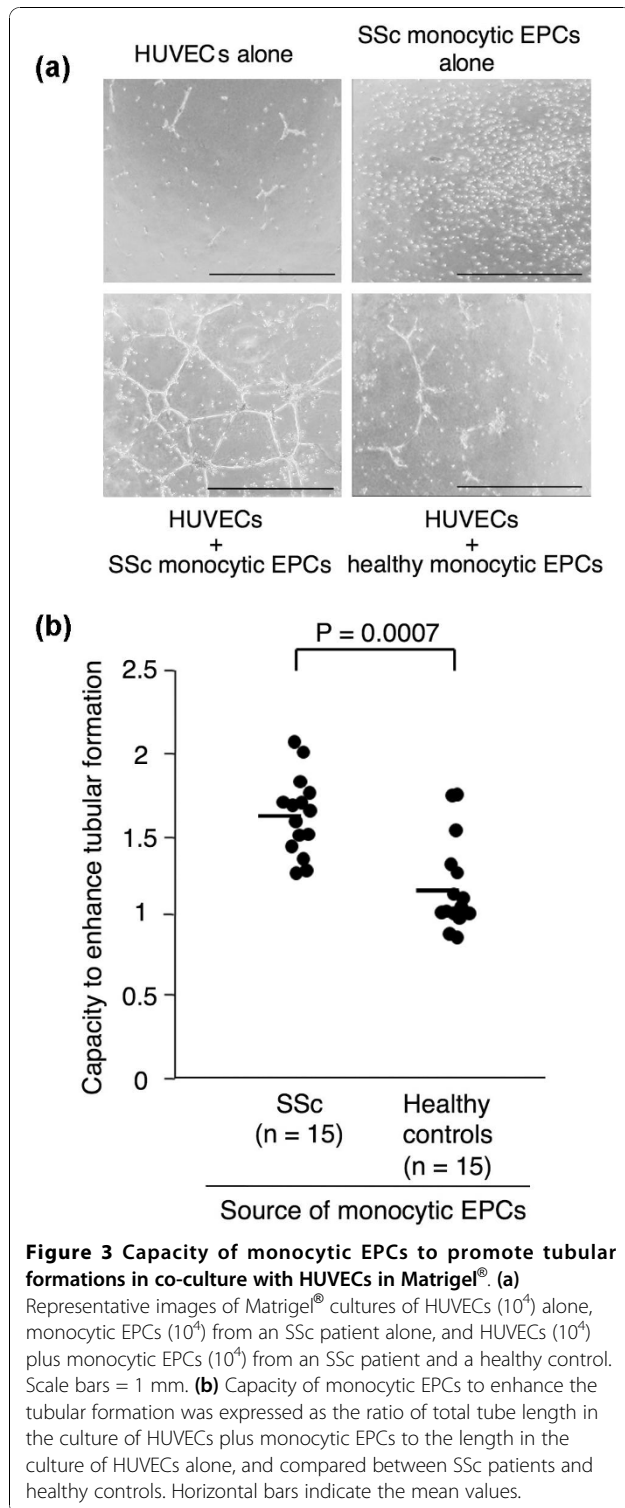 (a)
HUVECs alone
SSc monocytic EPCs
alone
HUVECs
+
SSc monocytic EPCs
HUVECs
+
healthy monocytic EPCs
(b)
P = 0.0007
Capacity to enhance tubular formation
2.5
2
1.5
1
0.5
0
SSc
(n = 15)
Healthy
controls
(n = 15)
Source of monocytic EPCs
Figure 3 Capacity of monocytic EPCs to promote tubular
formations in co-culture with HUVECs in Matrigel®. (a)
Representative images of Matrigel® cultures of HUVECs (10⁴) alone,
monocytic EPCs (10⁴) from an SSc patient alone, and HUVECs (10⁴)
plus monocytic EPCs (10⁴) from an SSc patient and a healthy control.
Scale bars = 1 mm. (b) Capacity of monocytic EPCs to enhance the
tubular formation was expressed as the ratio of total tube length in
the culture of HUVECs plus monocytic EPCs to the length in the
culture of HUVECs alone, and compared between SSc patients and
healthy controls. Horizontal bars indicate the mean values.